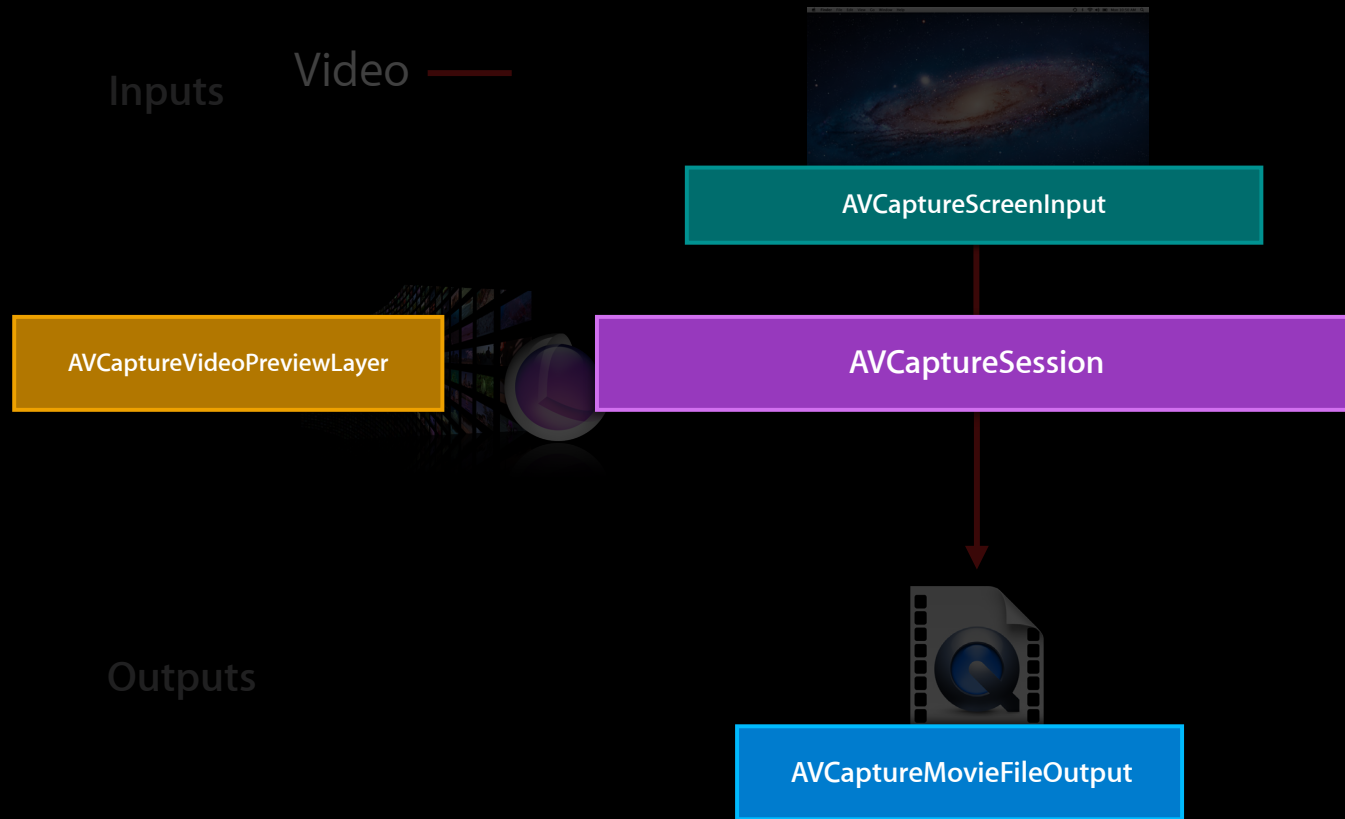 Video
Inputs
AVCaptureScreenInput
AVCaptureVideoPreviewLayer
AVCaptureSession
Outputs
AVCaptureMovieFileOutput